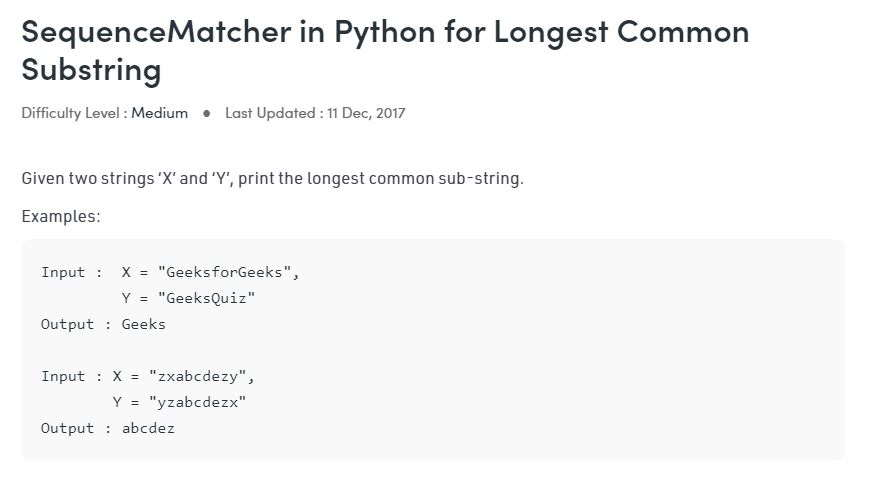 SequenceMatcher in Python for Longest Common
Substring
Difficulty Level : Medium ● Last Updated : 11 Dec, 2017
Given two strings ‘X’ and ‘Y’, print the longest common sub-string.
Examples:
Input :  X = "GeeksforGeeks",
         Y = "GeeksQuiz"
Output : Geeks
Input : X = "zxabcdezy",
        Y = "yzabcdezx"
Output : abcdez